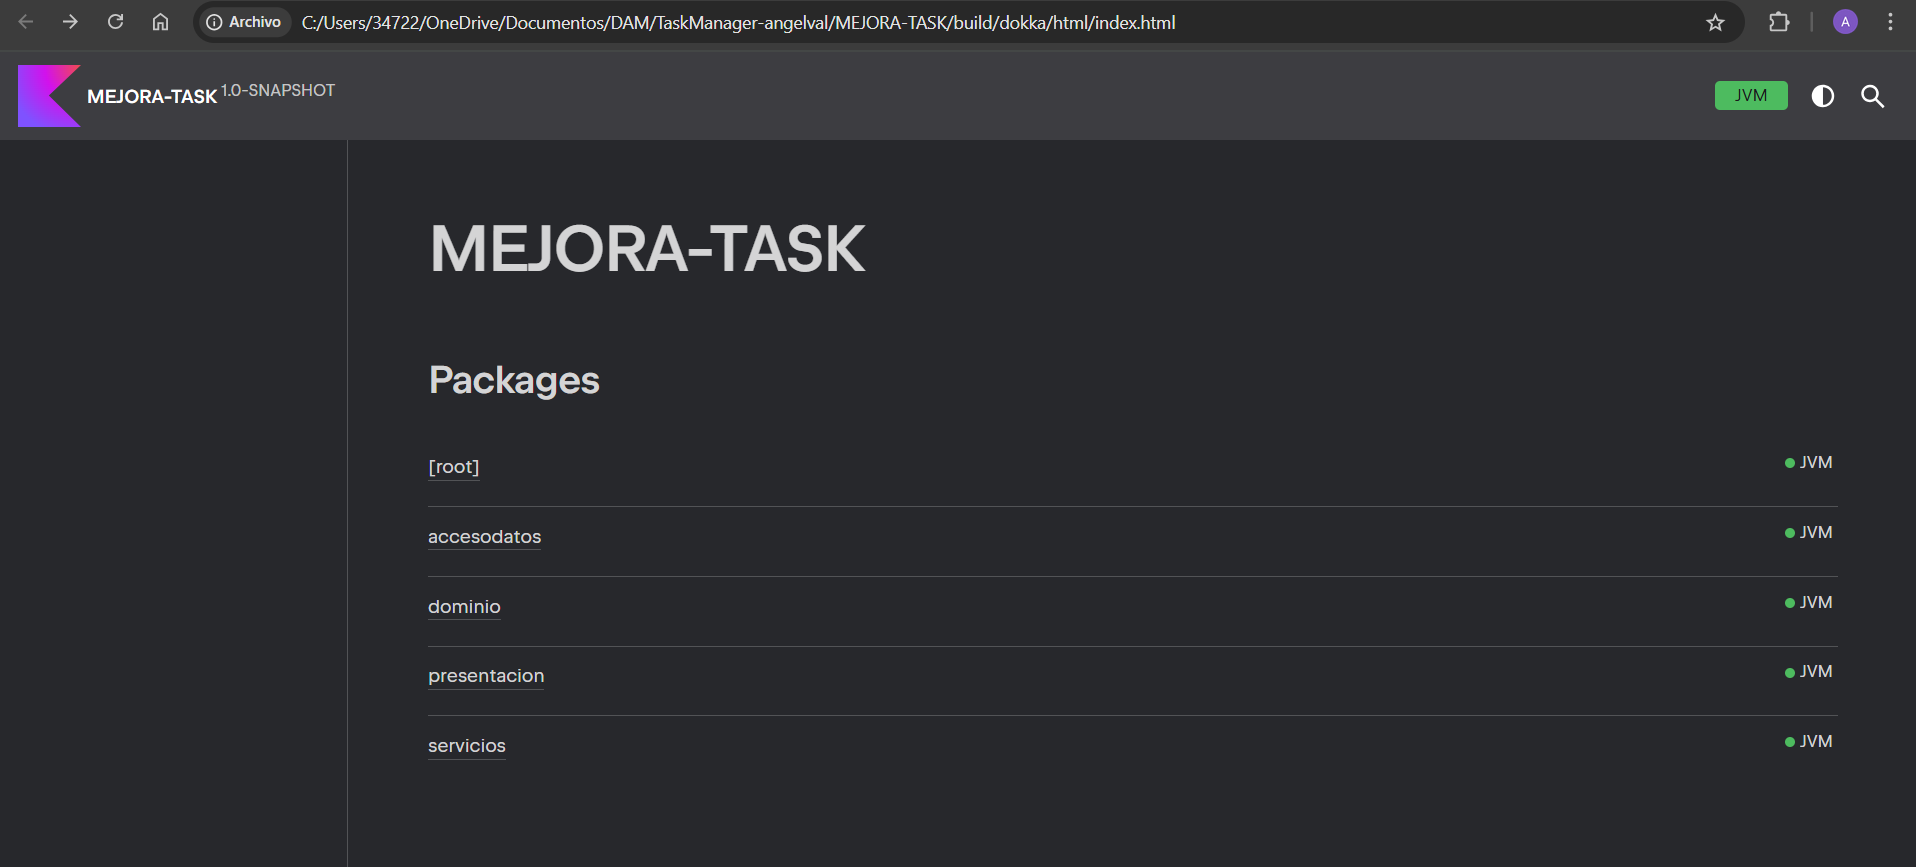 Archivo C:/Users/34722/OneDrive/Documentos/DAM/TaskManager-angelval/MEJORA-TASK/build/dokka/html/index.html A
MEJORA-TASK 1.0-SNAPSHOT JVM
MEJORA-TASK
Packages
[root] JVM
accesodatos JVM
dominio JVM
presentacion JVM
servicios JVM